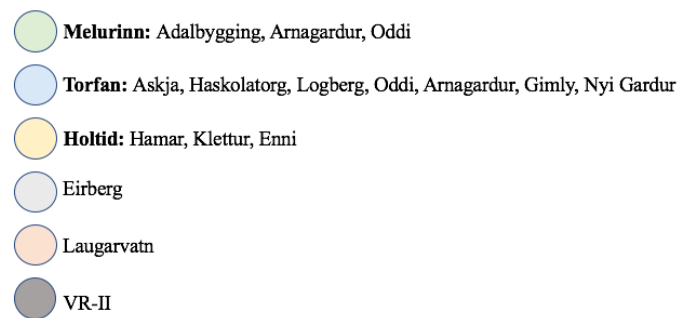 Melurinn: Adalbygging, Arnagardur, Oddi
Torfan: Askja, Haskolatorg, Logberg, Oddi, Arnagardur, Gimly, Nyi Gardur
Holtid: Hamar, Klettur, Enni
Eirberg
Laugarvatn
VR-II